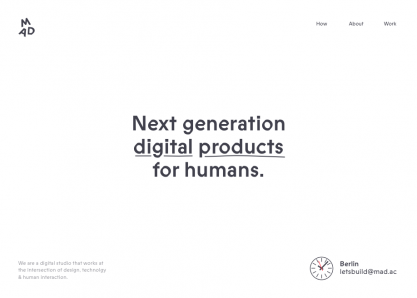 MAD
How
About
Work
Next generation
digital products
for humans.
We are a digital studio that works at
the intersection of design, technology
& human interaction.
Berlin
letsbuild@mad.ac